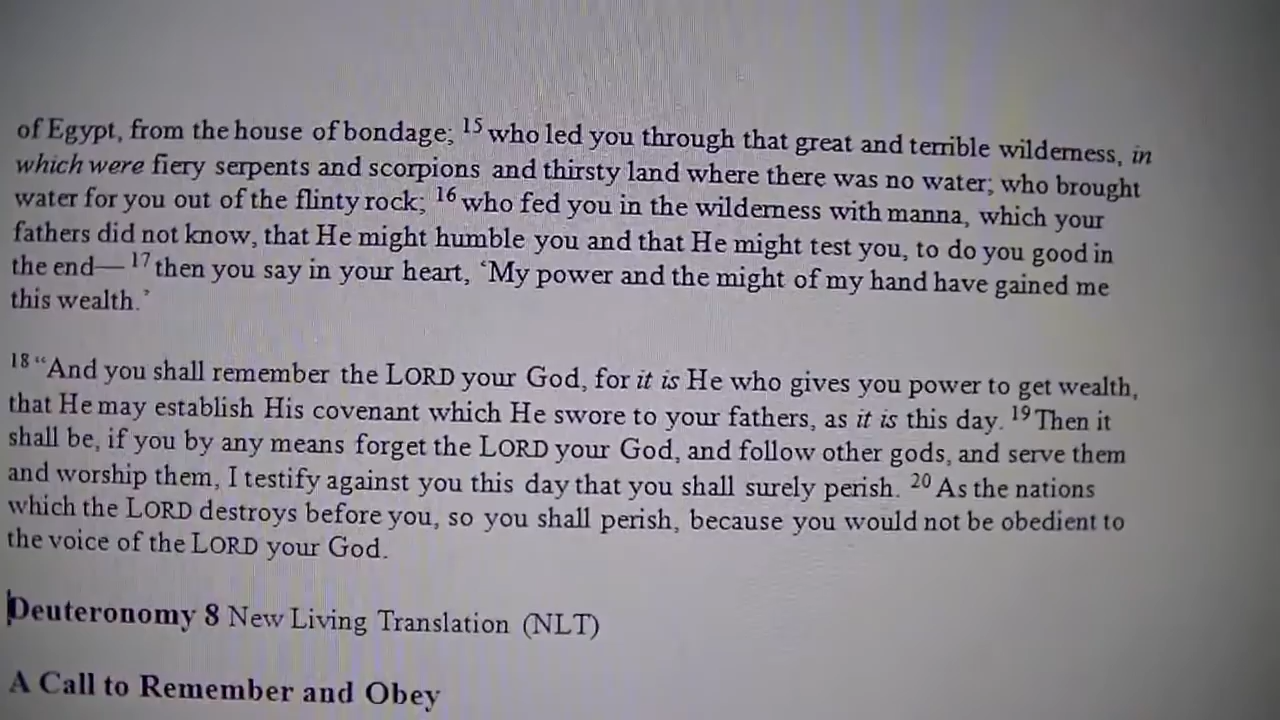 of Egypt, from the house of bondage; 15 who led you through that great and terrible wilderness, in
which were fiery serpents and scorpions and thirsty land where there was no water; who brought
water for you out of the flinty rock; 16 who fed you in the wilderness with manna, which your
fathers did not know, that He might humble you and that He might test you, to do you good in
the end— 17 then you say in your heart, ‘My power and the might of my hand have gained me
this wealth.’
18 “And you shall remember the LORD your God, for it is He who gives you power to get wealth,
that He may establish His covenant which He swore to your fathers, as it is this day. 19 Then it
shall be, if you by any means forget the LORD your God, and follow other gods, and serve them
and worship them, I testify against you this day that you shall surely perish. 20 As the nations
which the LORD destroys before you, so you shall perish, because you would not be obedient to
the voice of the LORD your God.
Deuteronomy 8 New Living Translation (NLT)
A Call to Remember and Obey